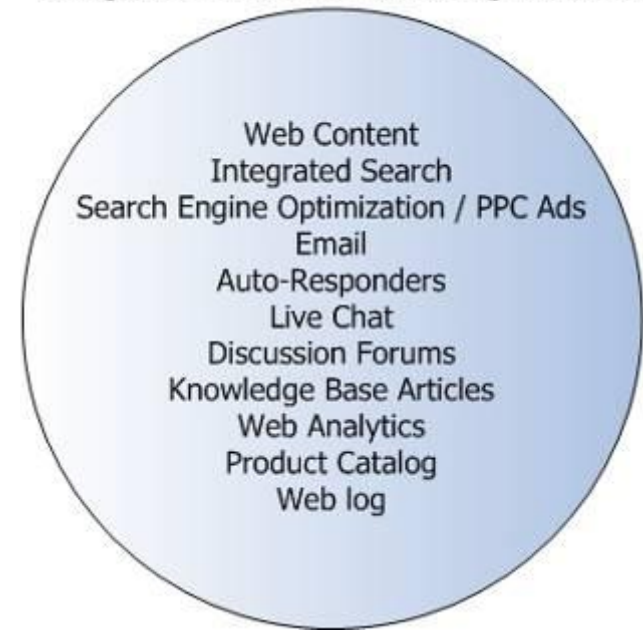 Web Content
Integrated Search
Search Engine Optimization / PPC Ads
Email
Auto-Responders
Live Chat
Discussion Forums
Knowledge Base Articles
Web Analytics
Product Catalog
Web log